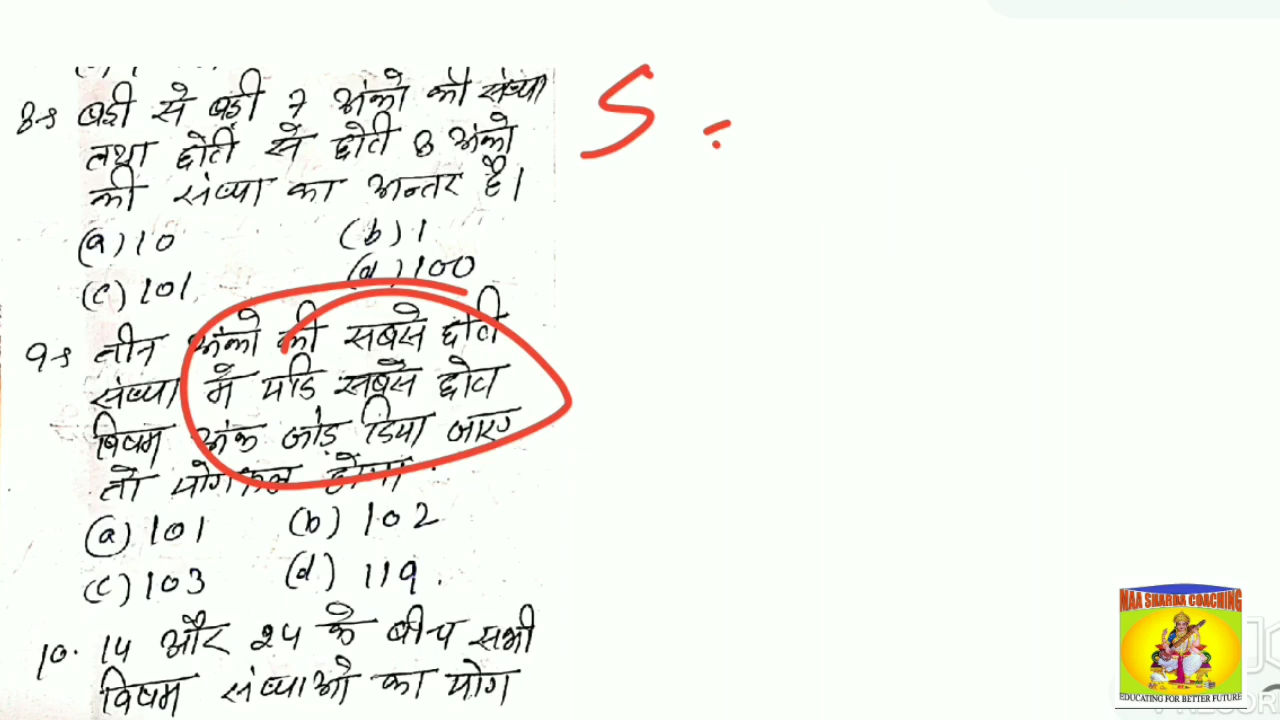 8→ बडी से बडी 7 अंको की संख्या
तथा छोटी से छोटी 8 अंको
की संख्या का अन्तर है।
(a) 10 (b) 1
(c) 101 (d) 100
9→ तीन अंको की सबसे छोटी
संख्या में यदि सबसे छोटा
विषम अंक जोड़ दिया जाए
तो योगफल होगा
(a) 101 (b) 102
(c) 103 (d) 119.
10. 14 और 24 के बीच सभी
विषम संख्याओ का योग
S
MAA SHARDA COACHING
EDUCATING FOR BETTER FUTURE